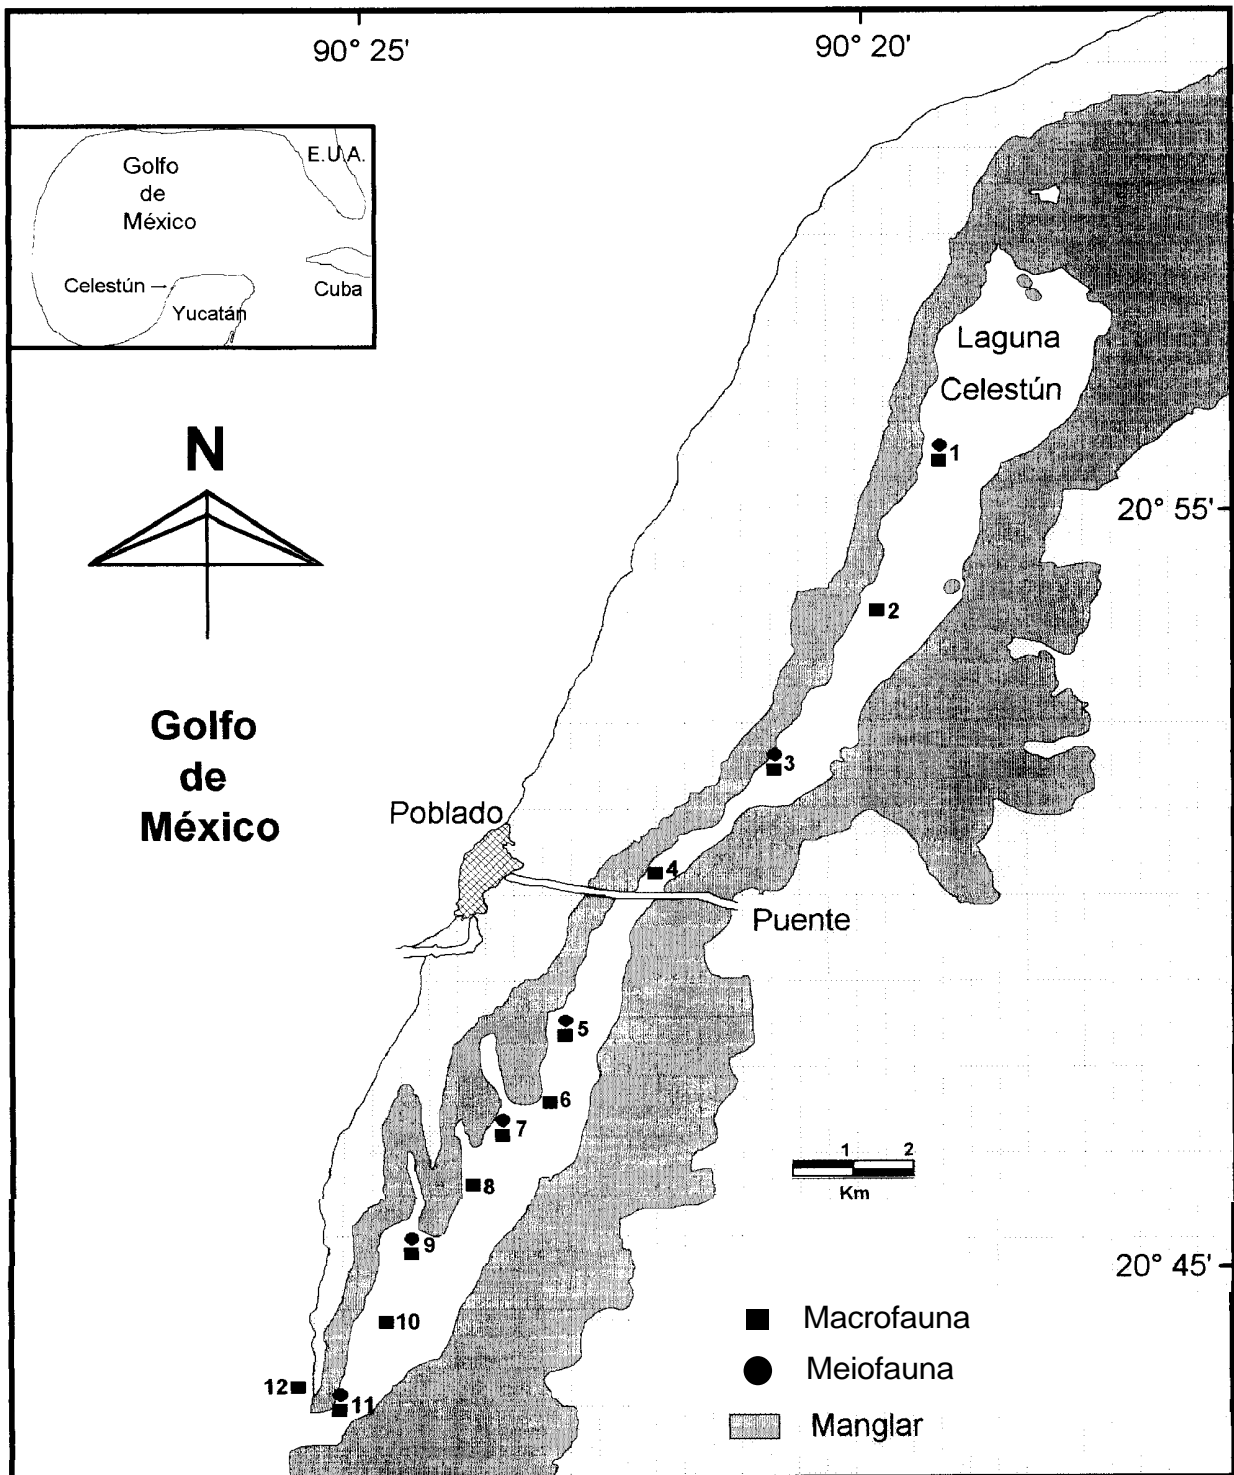 90° 25'
90° 20'
Golfo
de
México
E.U.A.
Celestún
Yucatán
Cuba
Laguna
Celestún
N
1
20° 55'
2
Golfo
de
México
3
Poblado
4
Puente
5
6
7
8
1 2
Km
9
20° 45'
10
Macrofauna
12
11
Meiofauna
Manglar